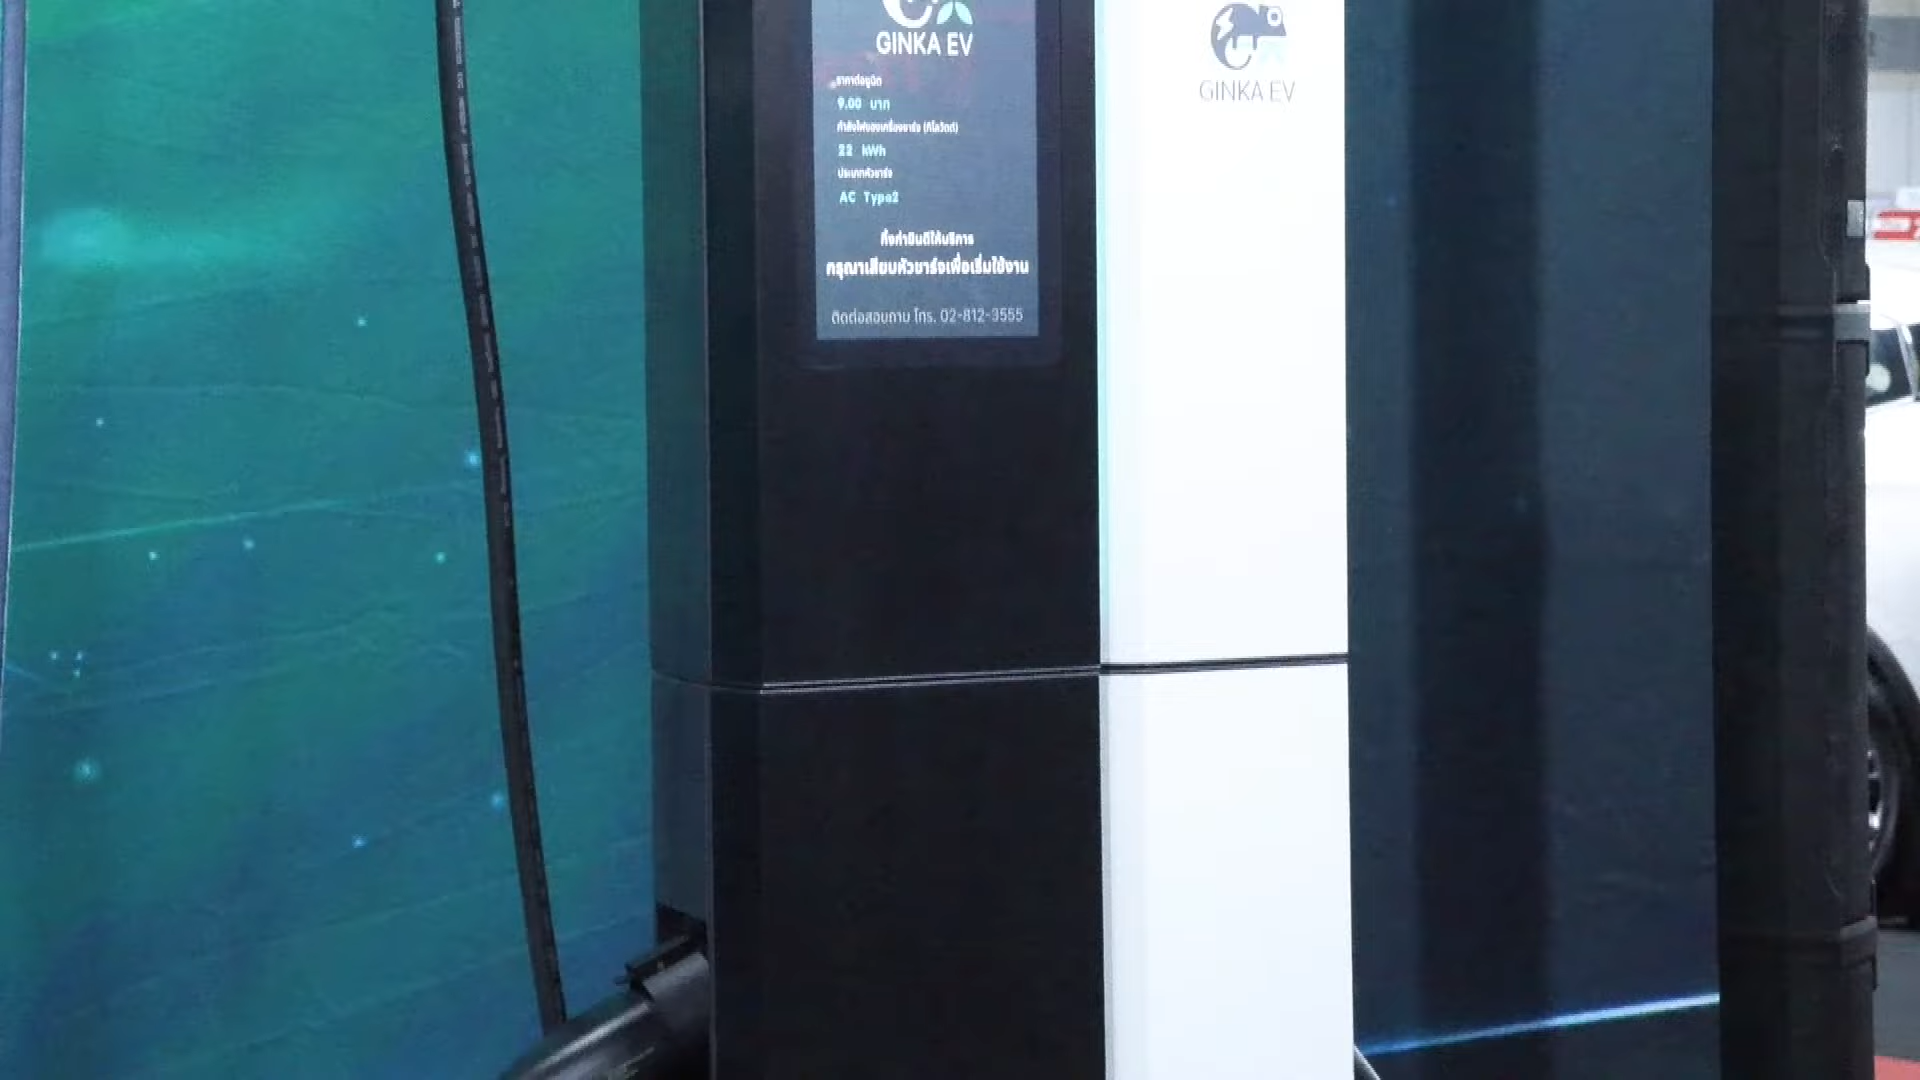 GINKA EV
ราคาต่อยูนิต
9.00 บาท
กำลังไฟของเครื่องชาร์จ (กิโลวัตต์)
22 kWh
ประเภทหัวชาร์จ
AC Type2
กิ้งก่ายินดีให้บริการ
กรุณาเสียบหัวชาร์จเพื่อเริ่มใช้งาน
ติดต่อสอบถาม โทร. 02-812-3555
GINKA EV